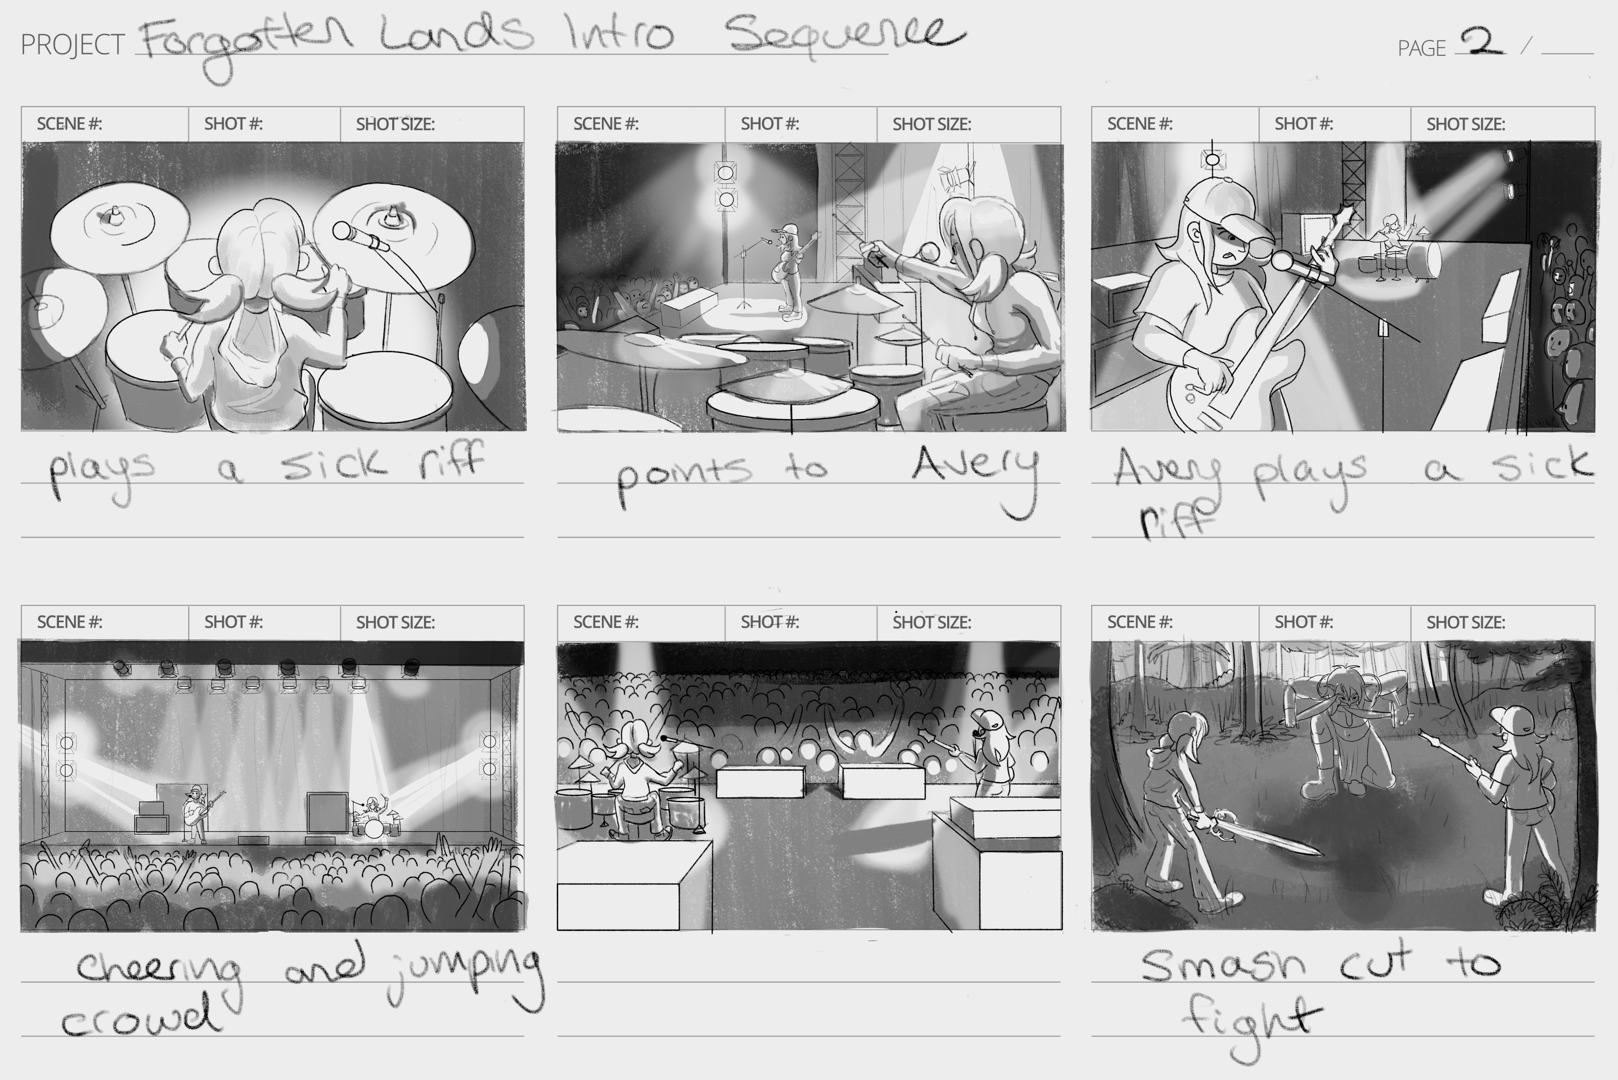 PROJECT Forgotten Lands Intro Sequence
PAGE 2 /
SCENE #: SHOT #: SHOT SIZE:
SCENE #: SHOT #: SHOT SIZE:
SCENE #: SHOT #: SHOT SIZE:
plays a sick riff
points to Avery
Avery plays a sick
riff
SCENE #: SHOT #: SHOT SIZE:
SCENE #: SHOT #: SHOT SIZE:
SCENE #: SHOT #: SHOT SIZE:
cheering and jumping
crowd
Smash cut to
fight